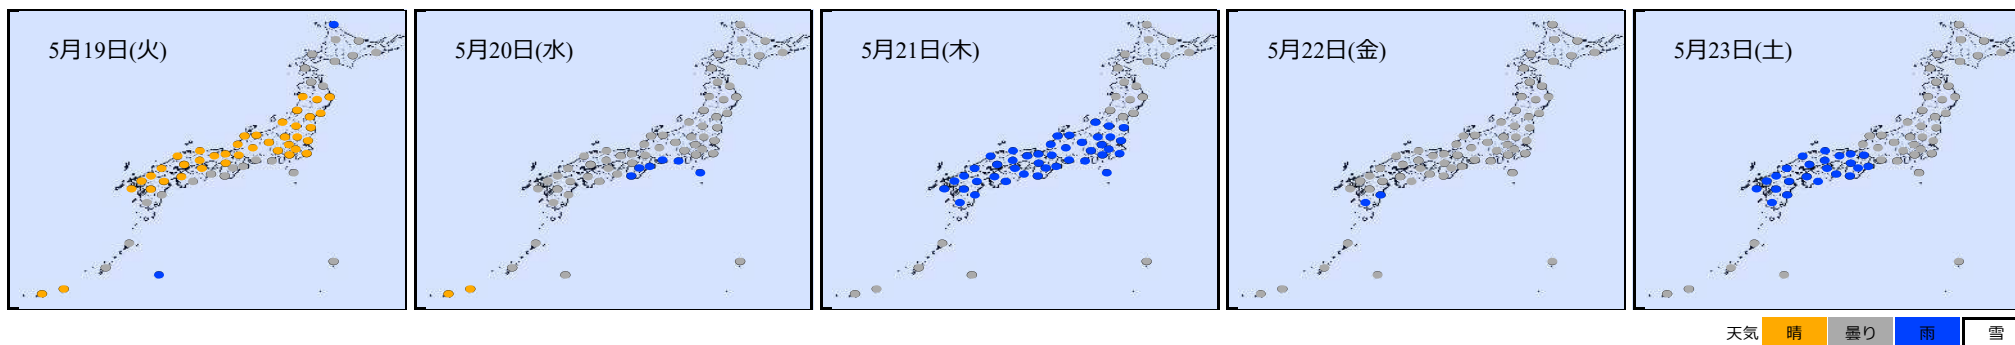 5月19日(火)
5月20日(水)
5月21日(木)
5月22日(金)
5月23日(土)
天気 晴 曇り 雨 雪